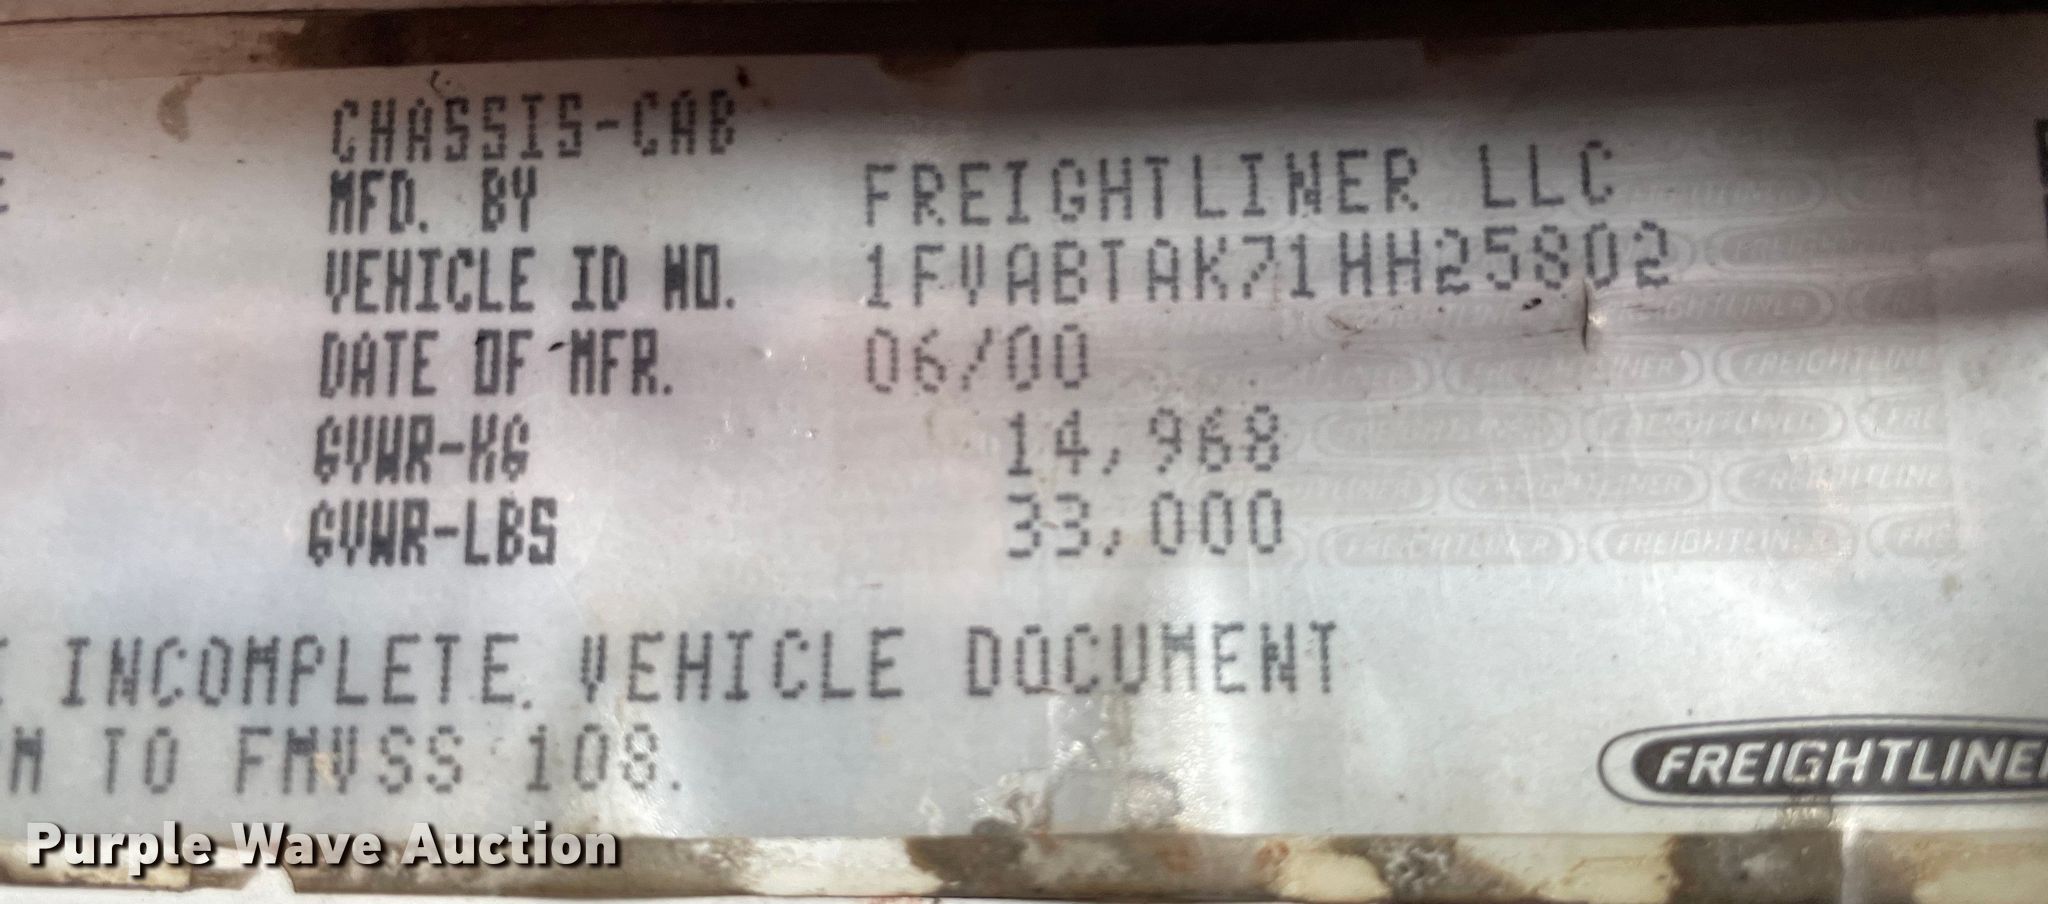 CHASSIS-CAB
MFD. BY FREIGHTLINER LLC
VEHICLE ID NO. 1FVABTAK71HH25802
DATE OF MFR. 06/00
GVWR-KG 14,968
GVWR-LBS 33,000
INCOMPLETE VEHICLE DOCUMENT
TO FMVSS 108.
FREIGHTLINER
Purple Wave Auction